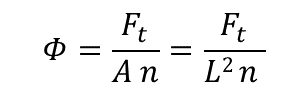 Φ = F_t / (A n) = F_t / (L² n)